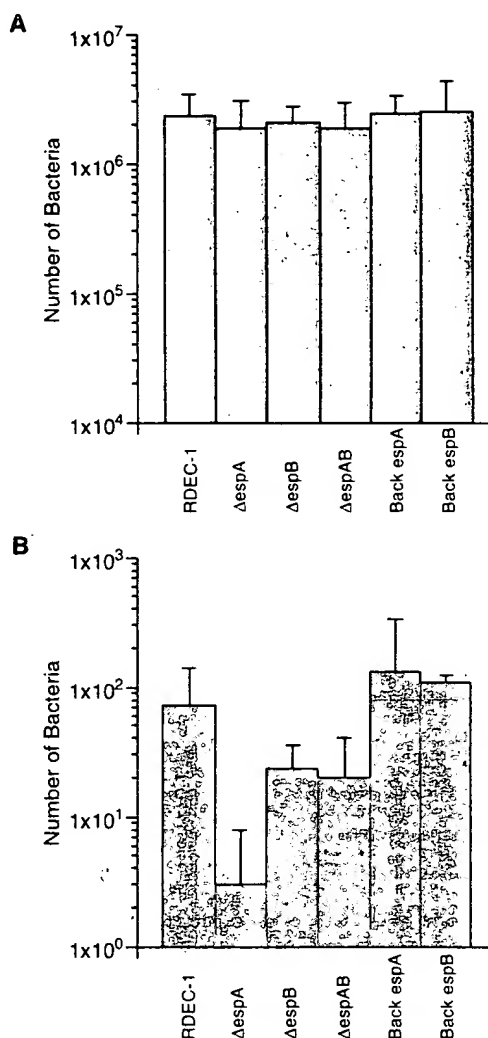 A
1x10⁷
1x10⁶
1x10⁵
1x10⁴
Number of Bacteria
RDEC-1
ΔespA
ΔespB
ΔespAB
Back espA
Back espB
B
1x10³
1x10²
1x10¹
1x10⁰
Number of Bacteria
RDEC-1
ΔespA
ΔespB
ΔespAB
Back espA
Back espB